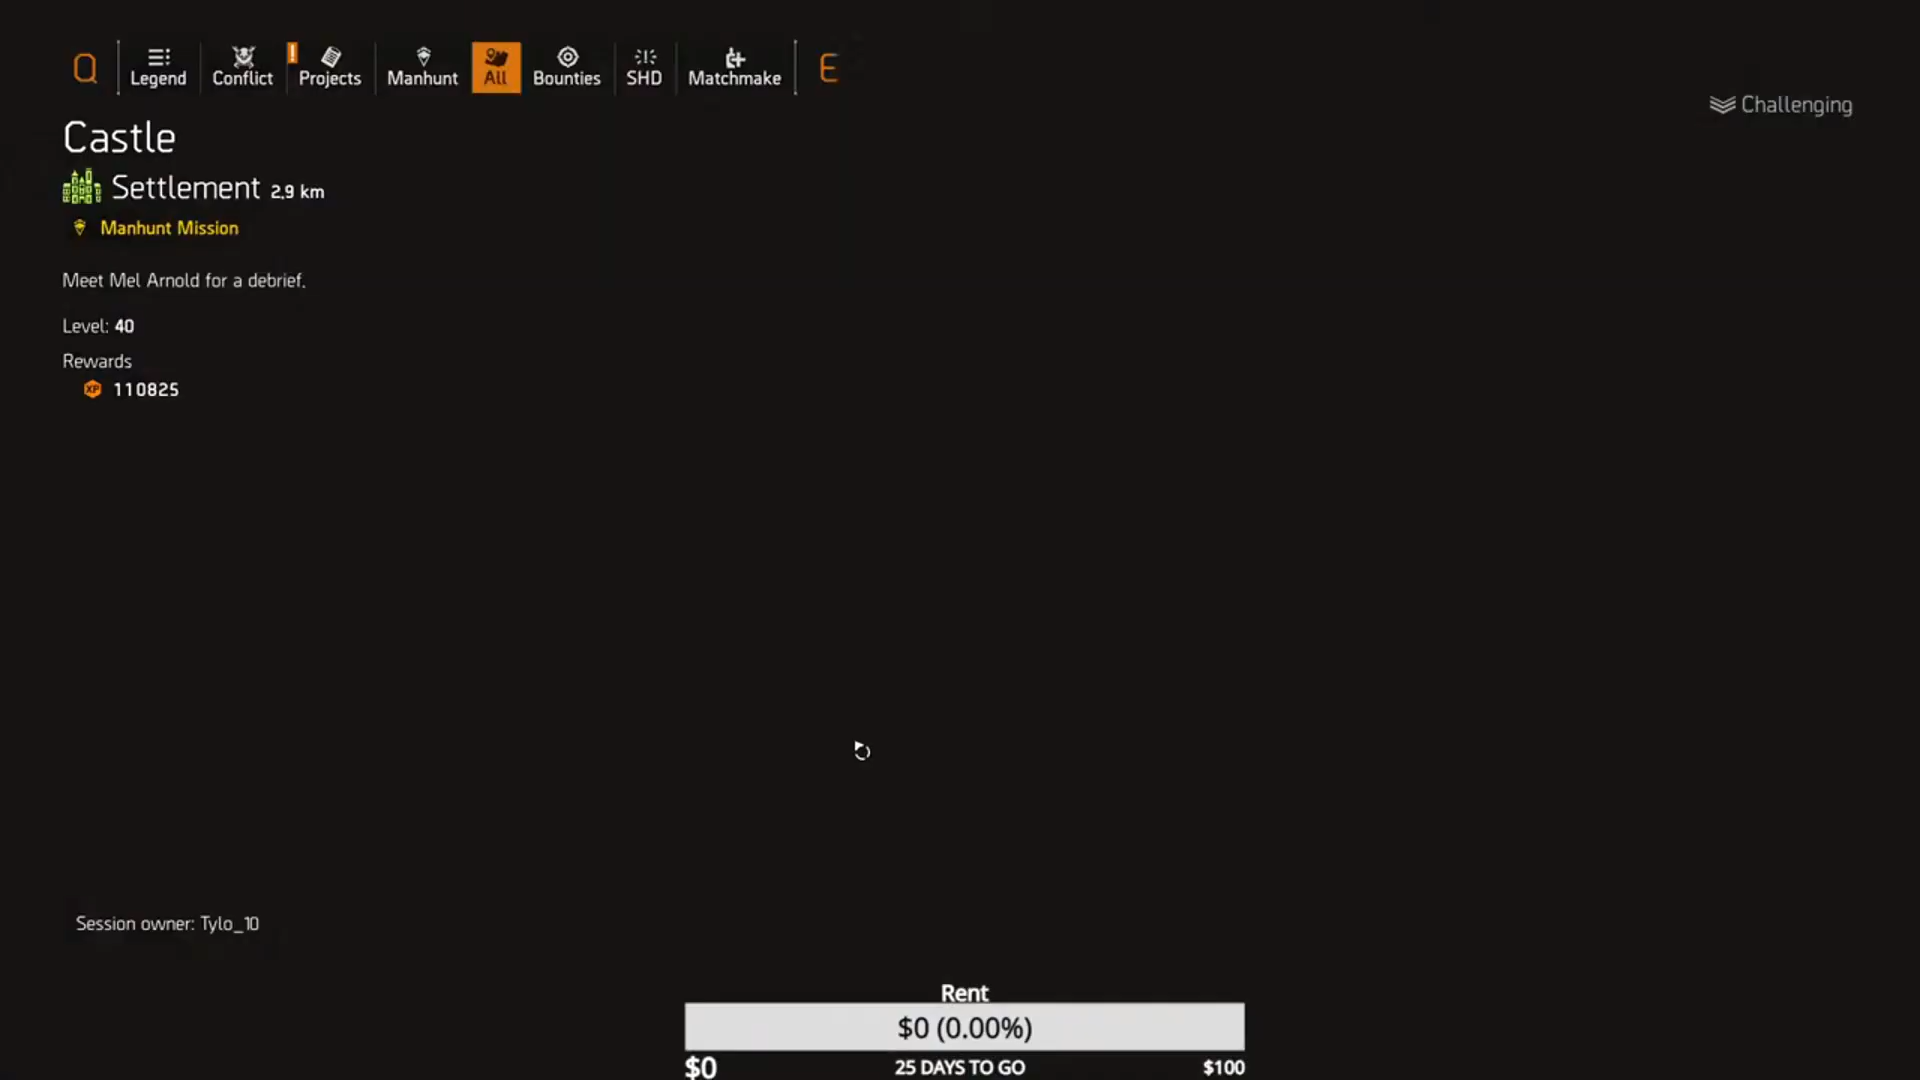 Q Legend Conflict ! Projects Manhunt All Bounties SHD Matchmake E
Challenging
Castle
Settlement 2.9 km
Manhunt Mission
Meet Mel Arnold for a debrief.
Level: 40
Rewards
XP 110825
Session owner: Tylo_10
Rent
$0 (0.00%)
$0 25 DAYS TO GO $100